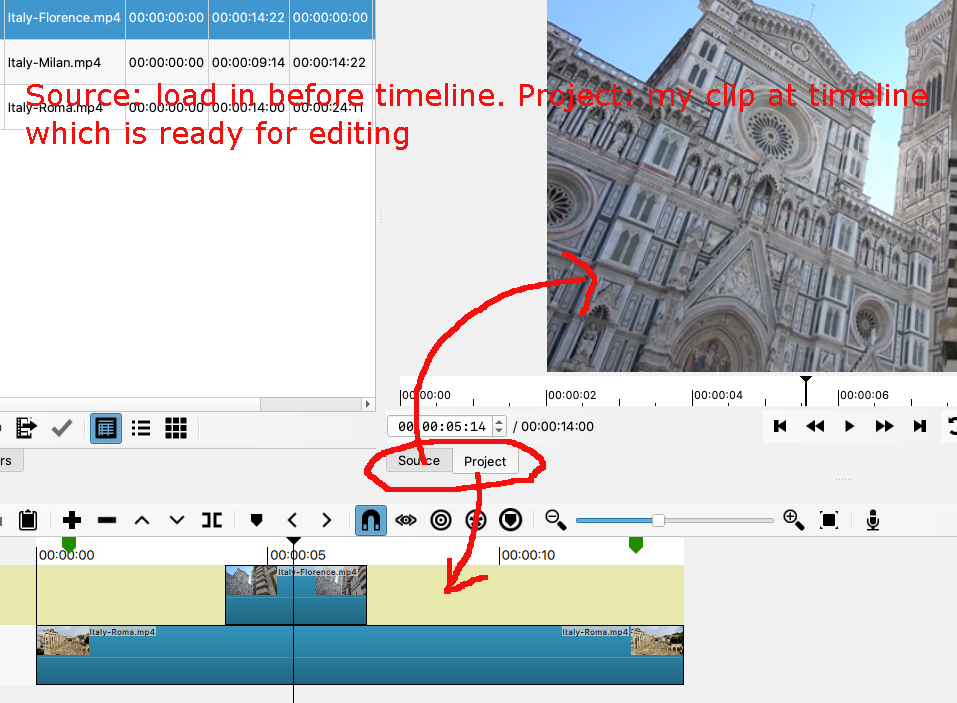 Italy-Florence.mp4 00:00:00:00 00:00:14:22 00:00:00:00
Italy-Milan.mp4 00:00:00:00 00:00:09:14 00:00:14:22
Italy-Roma.mp4 00:00:00:00 00:00:14:00 00:00:24:11
Source: load in before timeline. Project: my clip at timeline
which is ready for editing
00:00:00 00:00:02 00:00:04 00:00:06
00:00:05:14 / 00:00:14:00
rs
Source Project
00:00:00 00:00:05 00:00:10
Italy-Florence.mp4
Italy-Roma.mp4 Italy-Roma.mp4